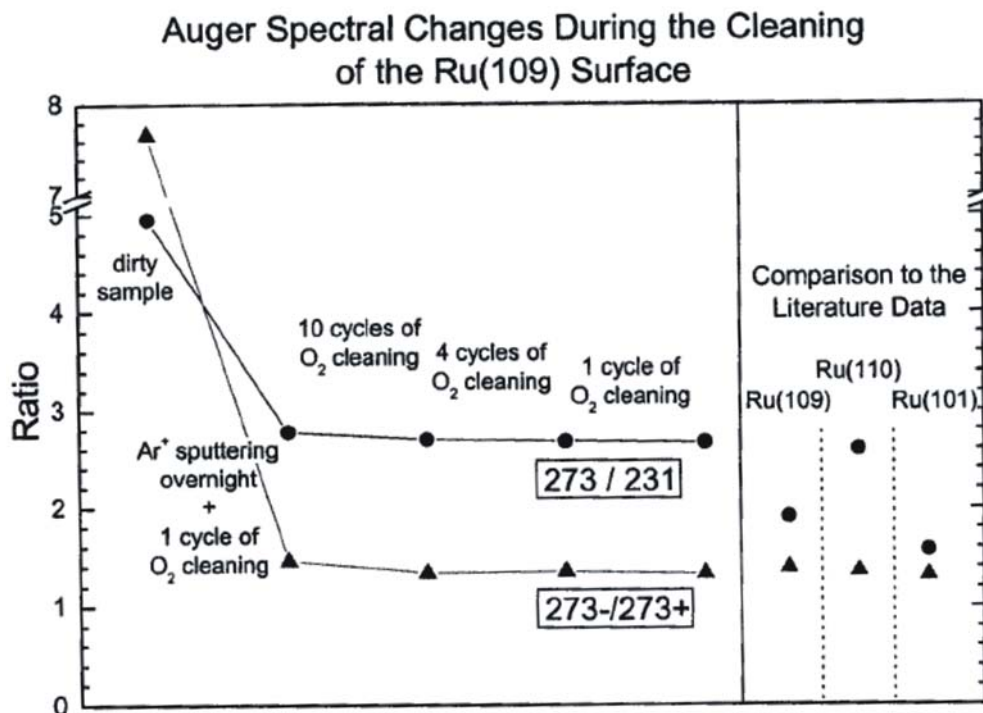 Auger Spectral Changes During the Cleaning
of the Ru(109) Surface
8
7
5
4
3
2
1
0
Ratio
dirty
sample
Ar⁺ sputtering
overnight
+
1 cycle of
O₂ cleaning
10 cycles of
O₂ cleaning
4 cycles of
O₂ cleaning
1 cycle of
O₂ cleaning
273 / 231
273-/273+
Comparison to the
Literature Data
Ru(109)
Ru(110)
Ru(101)